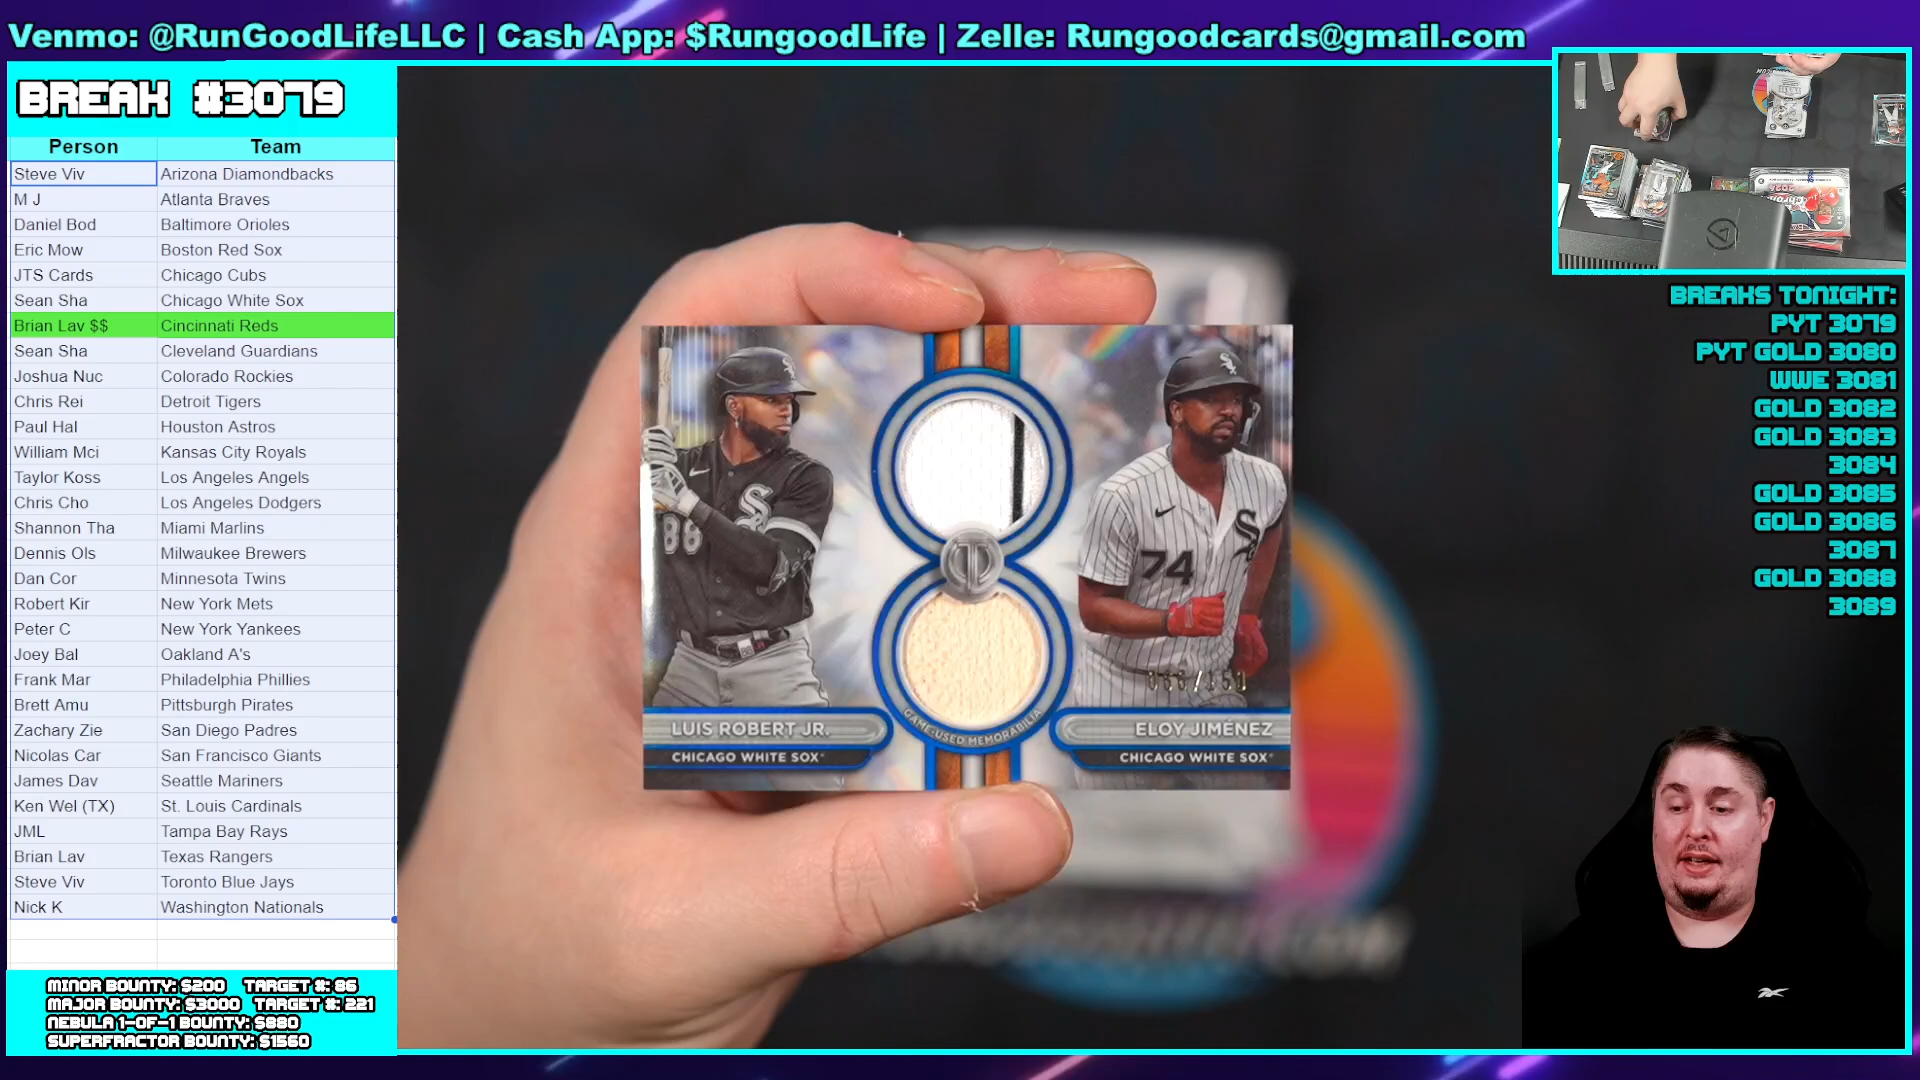 Venmo: @RunGoodLifeLLC | Cash App: $RungoodLife | Zelle: Rungoodcards@gmail.com
BREAK #3079
Person Team
Steve Viv Arizona Diamondbacks
M J Atlanta Braves
Daniel Bod Baltimore Orioles
Eric Mow Boston Red Sox
JTS Cards Chicago Cubs
Sean Sha Chicago White Sox
Brian Lav $$ Cincinnati Reds
Sean Sha Cleveland Guardians
Joshua Nuc Colorado Rockies
Chris Rei Detroit Tigers
Paul Hal Houston Astros
William Mci Kansas City Royals
Taylor Koss Los Angeles Angels
Chris Cho Los Angeles Dodgers
Shannon Tha Miami Marlins
Dennis Ols Milwaukee Brewers
Dan Cor Minnesota Twins
Robert Kir New York Mets
Peter C New York Yankees
Joey Bal Oakland A's
Frank Mar Philadelphia Phillies
Brett Amu Pittsburgh Pirates
Zachary Zie San Diego Padres
Nicolas Car San Francisco Giants
James Dav Seattle Mariners
Ken Wel (TX) St. Louis Cardinals
JML Tampa Bay Rays
Brian Lav Texas Rangers
Steve Viv Toronto Blue Jays
Nick K Washington Nationals
MINOR BOUNTY: $200 TARGET #: 86
MAJOR BOUNTY: $3000 TARGET #: 221
NEBULA 1-OF-1 BOUNTY: $880
SUPERFRACTOR BOUNTY: $1560
88
74
GAME-USED MEMORABILIA
LUIS ROBERT JR.
CHICAGO WHITE SOX
ELOY JIMÉNEZ
CHICAGO WHITE SOX
BREAKS TONIGHT:
PYT 3079
PYT GOLD 3080
WWE 3081
GOLD 3082
GOLD 3083
3084
GOLD 3085
GOLD 3086
3087
GOLD 3088
3089